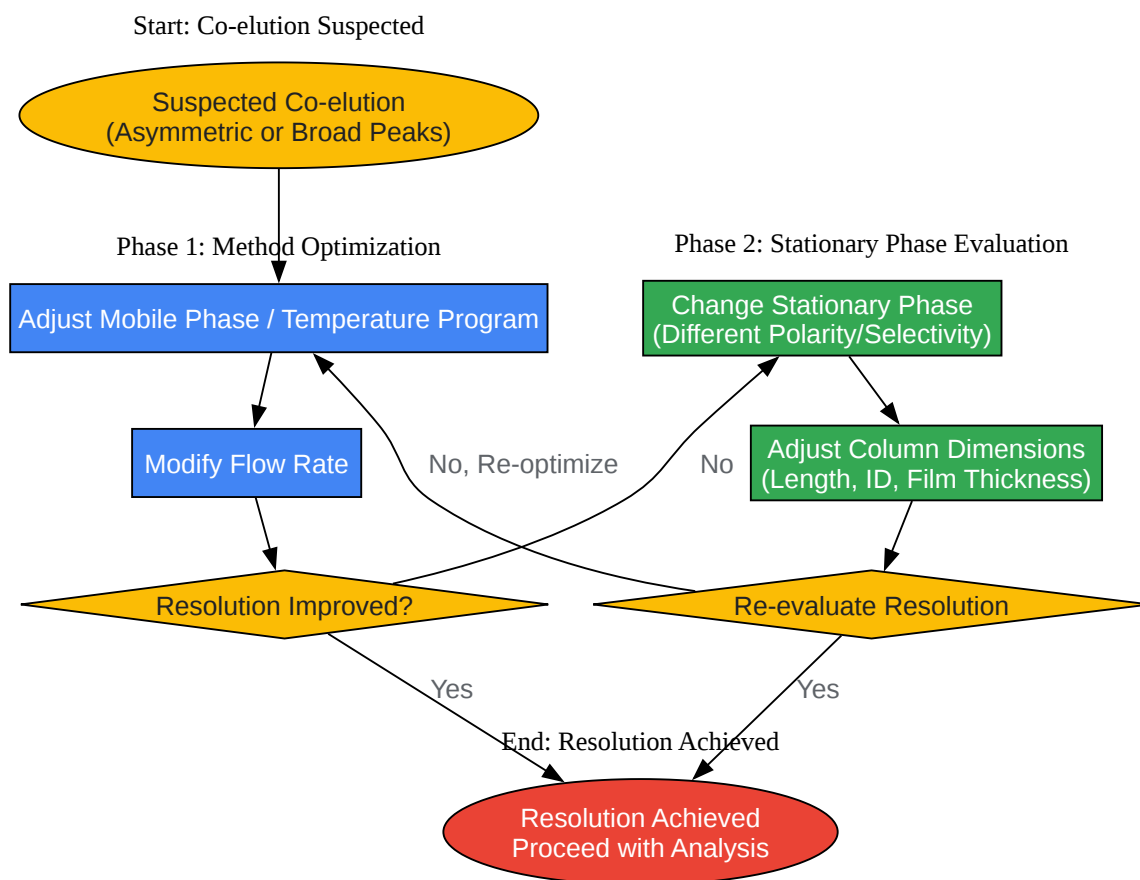 Start: Co-elution Suspected
Suspected Co-elution
(Asymmetric or Broad Peaks)
Phase 1: Method Optimization
Phase 2: Stationary Phase Evaluation
Adjust Mobile Phase / Temperature Program
Change Stationary Phase
(Different Polarity/Selectivity)
Modify Flow Rate
No, Re-optimize
No
Adjust Column Dimensions
(Length, ID, Film Thickness)
Resolution Improved?
Re-evaluate Resolution
Yes
Yes
End: Resolution Achieved
Resolution Achieved
Proceed with Analysis